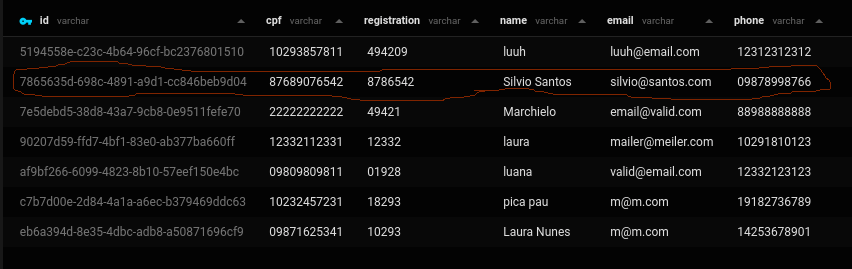 id varchar cpf varchar registration varchar name varchar email varchar phone varchar
5194558e-c23c-4b64-96cf-bc2376801510 10293857811 494209 luuh luuh@email.com 12312312312
7865635d-698c-4891-a9d1-cc846beb9d04 87689076542 8786542 Silvio Santos silvio@santos.com 09878998766
7e5debd5-38d8-43a7-9cb8-0e9511fefe70 22222222222 49421 Marchielo email@valid.com 88988888888
90207d59-ffd7-4bf1-83e0-ab377ba660ff 12332112331 12332 laura mailer@meiler.com 10291810123
af9bf266-6099-4823-8b10-57eef150e4bc 09809809811 01928 luana valid@email.com 12332123123
c7b7d00e-2d84-4a1a-a6ec-b379469ddc63 10232457231 18293 pica pau m@m.com 19182736789
eb6a394d-8e35-4dbc-adb8-a50871696cf9 09871625341 10293 Laura Nunes m@m.com 14253678901